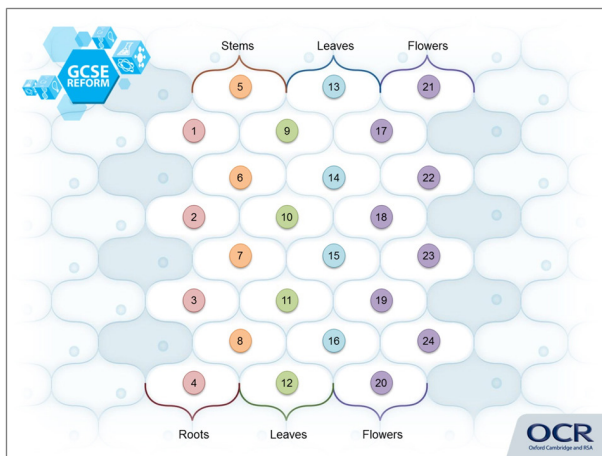 GCSE
REFORM
Stems Leaves Flowers
5 13 21
1 9 17
6 14 22
2 10 18
7 15 23
3 11 19
8 16 24
4 12 20
Roots Leaves Flowers
OCR
Oxford Cambridge and RSA